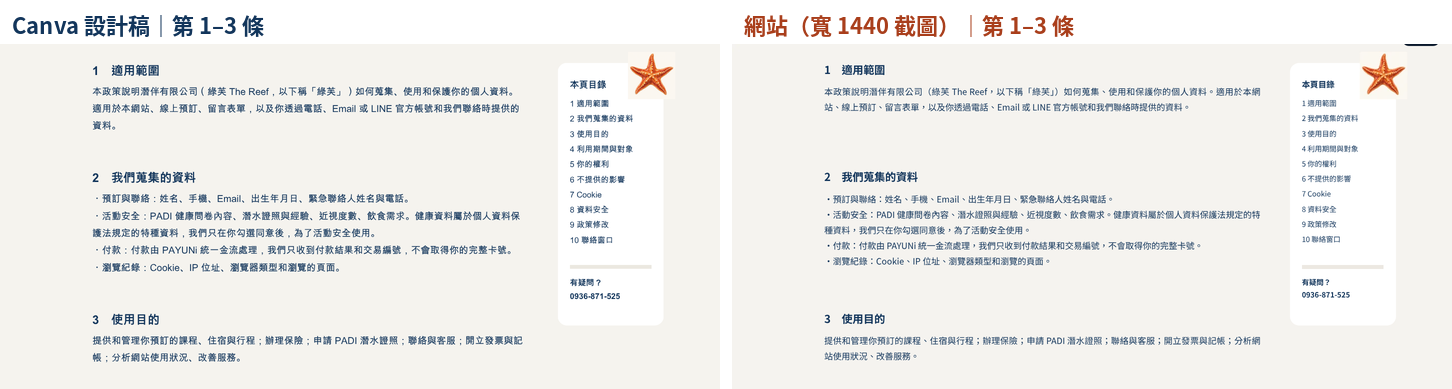 Canva 設計稿｜第 1–3 條
1 適用範圍
本政策說明潛伴有限公司（綠芙 The Reef，以下稱「綠芙」）如何蒐集、使用和保護你的個人資料。
適用於本網站、線上預訂、留言表單，以及你透過電話、Email 或 LINE 官方帳號和我們聯絡時提供的
資料。
2 我們蒐集的資料
· 預訂與聯絡：姓名、手機、Email、出生年月日、緊急聯絡人姓名與電話。
· 活動安全：PADI 健康問卷內容、潛水證照與經驗、近視度數、飲食需求。健康資料屬於個人資料保
護法規定的特種資料，我們只在你勾選同意後，為了活動安全使用。
· 付款：付款由 PAYUNi 統一金流處理，我們只收到付款結果和交易編號，不會取得你的完整卡號。
· 瀏覽紀錄：Cookie、IP 位址、瀏覽器類型和瀏覽的頁面。
3 使用目的
提供和管理你預訂的課程、住宿與行程；辦理保險；申請 PADI 潛水證照；聯絡與客服；開立發票與記
帳；分析網站使用狀況、改善服務。
本頁目錄
1 適用範圍
2 我們蒐集的資料
3 使用目的
4 利用期間與對象
5 你的權利
6 不提供的影響
7 Cookie
8 資料安全
9 政策修改
10 聯絡窗口
有疑問？
0936-871-525
網站（寬 1440 截圖）｜第 1–3 條
1 適用範圍
本政策說明潛伴有限公司（綠芙 The Reef，以下稱「綠芙」）如何蒐集、使用和保護你的個人資料。適用於本網
站、線上預訂、留言表單，以及你透過電話、Email 或 LINE 官方帳號和我們聯絡時提供的資料。
2 我們蒐集的資料
・預訂與聯絡：姓名、手機、Email、出生年月日、緊急聯絡人姓名與電話。
・活動安全：PADI 健康問卷內容、潛水證照與經驗、近視度數、飲食需求。健康資料屬於個人資料保護法規定的特
種資料，我們只在你勾選同意後，為了活動安全使用。
・付款：付款由 PAYUNi 統一金流處理，我們只收到付款結果和交易編號，不會取得你的完整卡號。
・瀏覽紀錄：Cookie、IP 位址、瀏覽器類型和瀏覽的頁面。
3 使用目的
提供和管理你預訂的課程、住宿與行程；辦理保險；申請 PADI 潛水證照；聯絡與客服；開立發票與記帳；分析網
站使用狀況、改善服務。
本頁目錄
1 適用範圍
2 我們蒐集的資料
3 使用目的
4 利用期間與對象
5 你的權利
6 不提供的影響
7 Cookie
8 資料安全
9 政策修改
10 聯絡窗口
有疑問？
0936-871-525